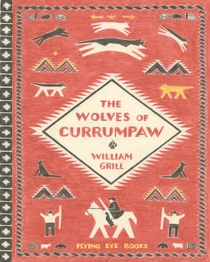 THE
WOLVES OF
CURRUMPAW
WILLIAM
GRILL
FLYING EYE BOOKS